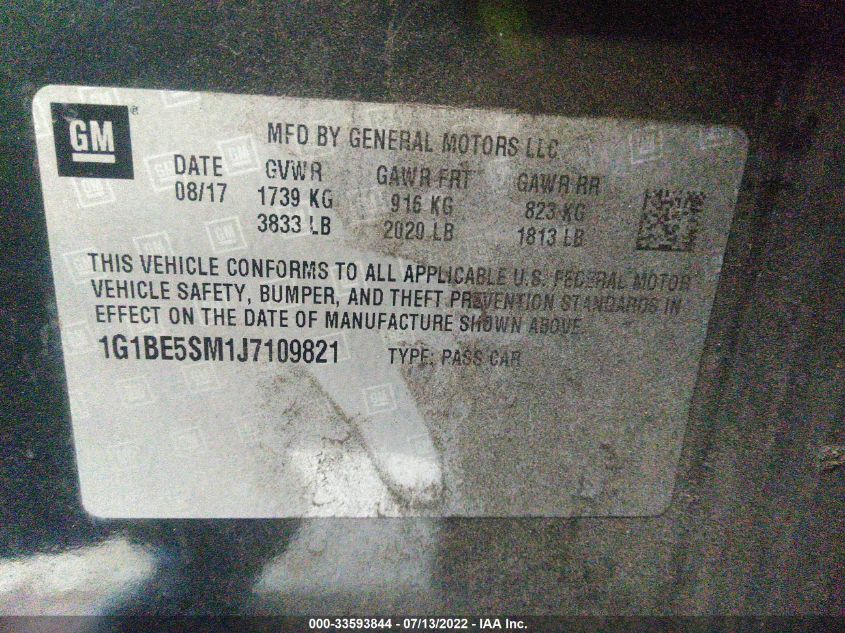 GM
MFD BY GENERAL MOTORS LLC
DATE GVWR GAWR FRT GAWR RR
08/17 1739 KG 916 KG 823 KG
3833 LB 2020 LB 1813 LB
THIS VEHICLE CONFORMS TO ALL APPLICABLE U.S. FEDERAL MOTOR
VEHICLE SAFETY, BUMPER, AND THEFT PREVENTION STANDARDS IN
EFFECT ON THE DATE OF MANUFACTURE SHOWN ABOVE.
1G1BE5SM1J7109821 TYPE: PASS CAR
000-33593844 - 07/13/2022 - IAA Inc.